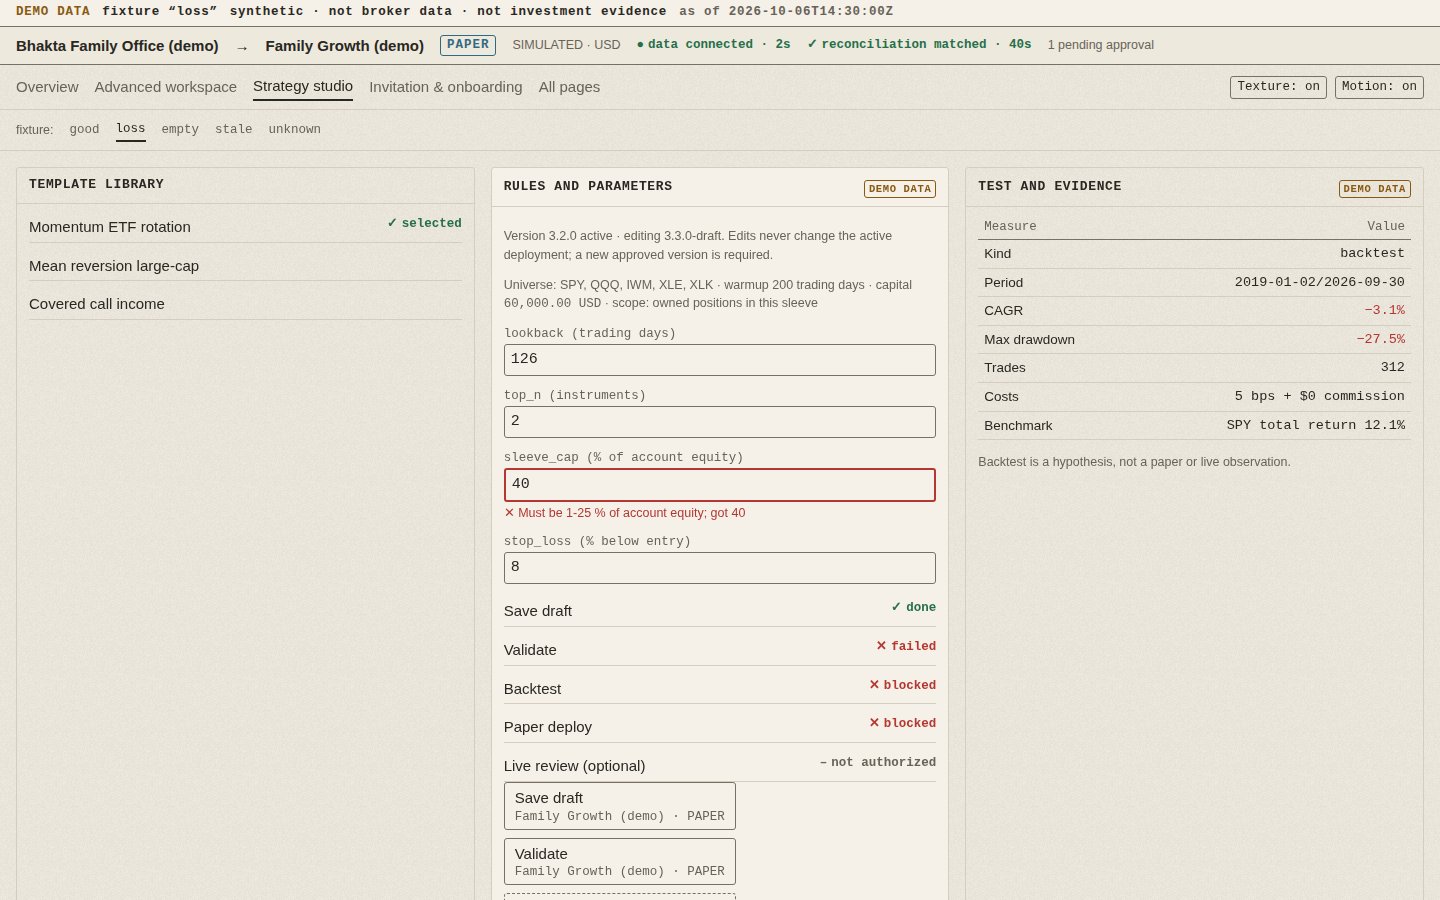 DEMO DATA fixture “loss” synthetic · not broker data · not investment evidence as of 2026-10-06T14:30:00Z
Bhakta Family Office (demo) → Family Growth (demo) PAPER SIMULATED · USD ● data connected · 2s ✓ reconciliation matched · 40s 1 pending approval
Overview Advanced workspace Strategy studio Invitation & onboarding All pages Texture: on Motion: on
fixture: good loss empty stale unknown
TEMPLATE LIBRARY
Momentum ETF rotation ✓ selected
Mean reversion large-cap
Covered call income
RULES AND PARAMETERS DEMO DATA
Version 3.2.0 active · editing 3.3.0-draft. Edits never change the active
deployment; a new approved version is required.
Universe: SPY, QQQ, IWM, XLE, XLK · warmup 200 trading days · capital
60,000.00 USD · scope: owned positions in this sleeve
lookback (trading days)
126
top_n (instruments)
2
sleeve_cap (% of account equity)
40
✕ Must be 1-25 % of account equity; got 40
stop_loss (% below entry)
8
Save draft ✓ done
Validate ✕ failed
Backtest ✕ blocked
Paper deploy ✕ blocked
Live review (optional) – not authorized
Save draft
Family Growth (demo) · PAPER
Validate
Family Growth (demo) · PAPER
TEST AND EVIDENCE DEMO DATA
Measure Value
Kind backtest
Period 2019-01-02/2026-09-30
CAGR −3.1%
Max drawdown −27.5%
Trades 312
Costs 5 bps + $0 commission
Benchmark SPY total return 12.1%
Backtest is a hypothesis, not a paper or live observation.